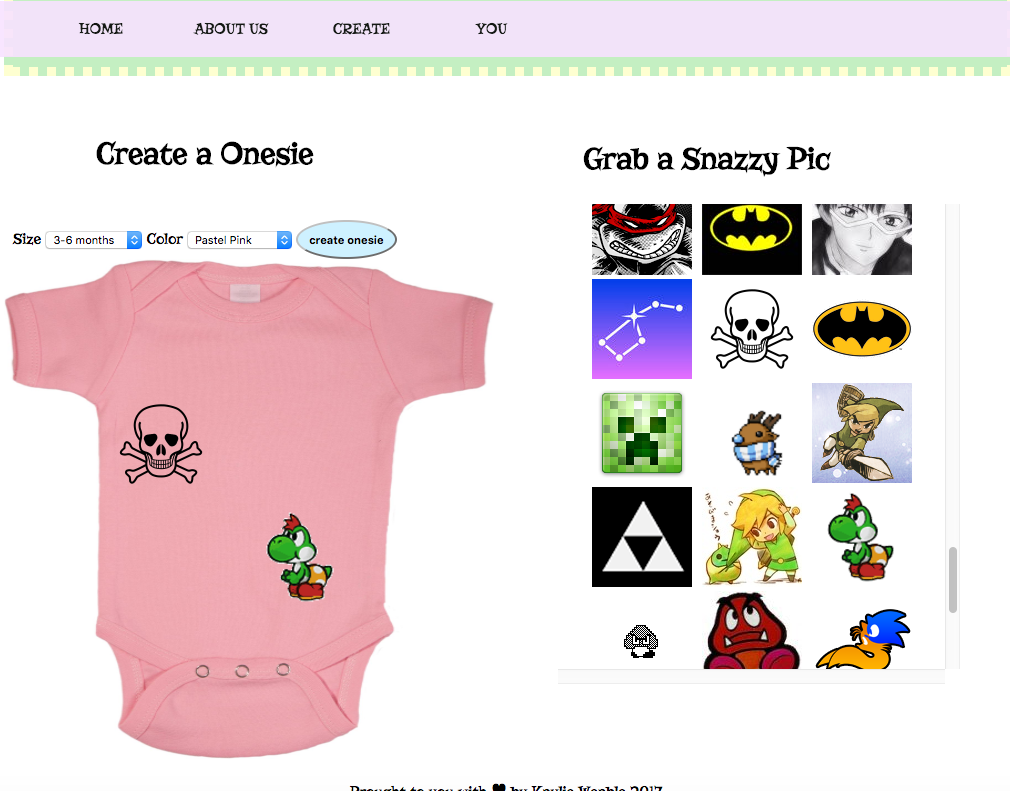 HOME ABOUT US CREATE YOU
Create a Onesie
Grab a Snazzy Pic
Size 3-6 months Color Pastel Pink create onesie